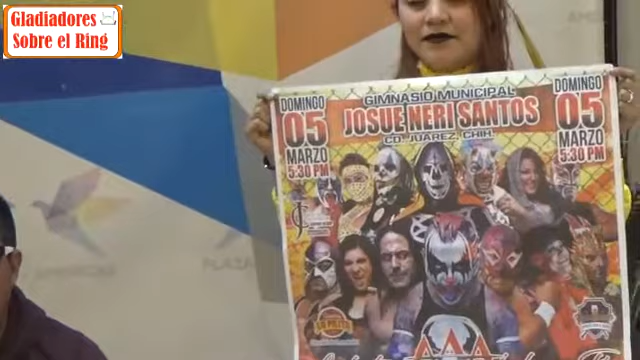 Gladiadores
Sobre el Ring
DOMINGO
05
MARZO
5:30 PM
GIMNASIO MUNICIPAL
JOSUE NERI SANTOS
CD. JUAREZ, CHIH.
DOMINGO
05
MARZO
5:30 PM
AAA
PLAZA